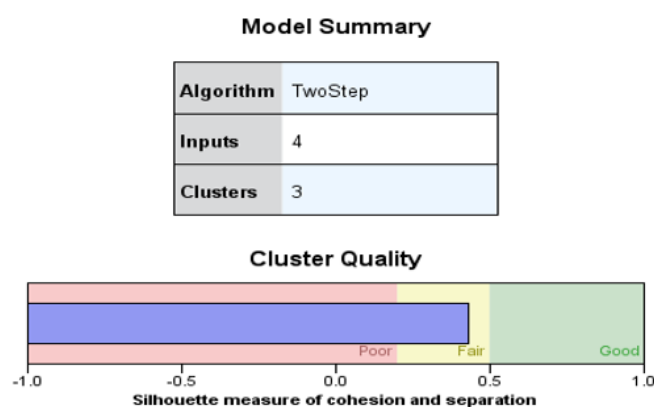 Model Summary
Algorithm TwoStep
Inputs 4
Clusters 3
Cluster Quality
Poor Fair Good
-1.0 -0.5 0.0 0.5 1.0
Silhouette measure of cohesion and separation